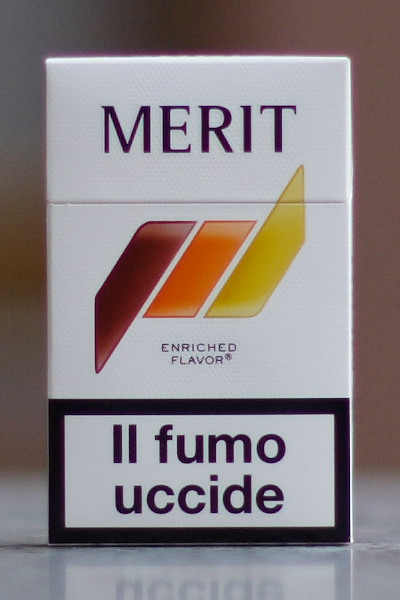 MERIT
ENRICHED
FLAVOR®
Il fumo
uccide